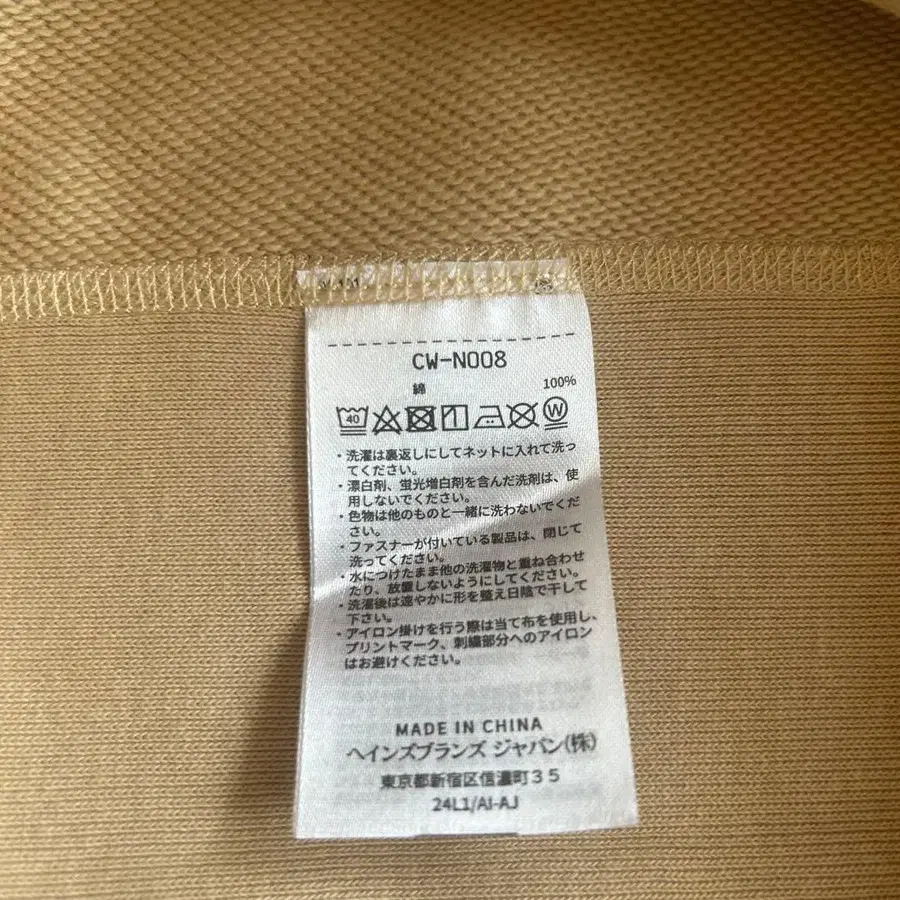 CW-N008
綿 100%
40 W
・洗濯は裏返しにしてネットに入れて洗っ
てください。
・漂白剤、蛍光増白剤を含んだ洗剤は、使
用しないでください。
・色物は他のものと一緒に洗わないでくだ
さい。
・ファスナーが付いている製品は、閉じて
洗ってください。
・水につけたまま他の洗濯物と重ね合わせ
たり、放置しないようにしてください。
・洗濯後は速やかに形を整え日陰で干して
下さい。
・アイロン掛けを行う際は当て布を使用し、
プリントマーク、刺繍部分へのアイロン
はお避けください。
MADE IN CHINA
ヘインズブランズ ジャパン(株)
東京都新宿区信濃町35
24L1/AI-AJ